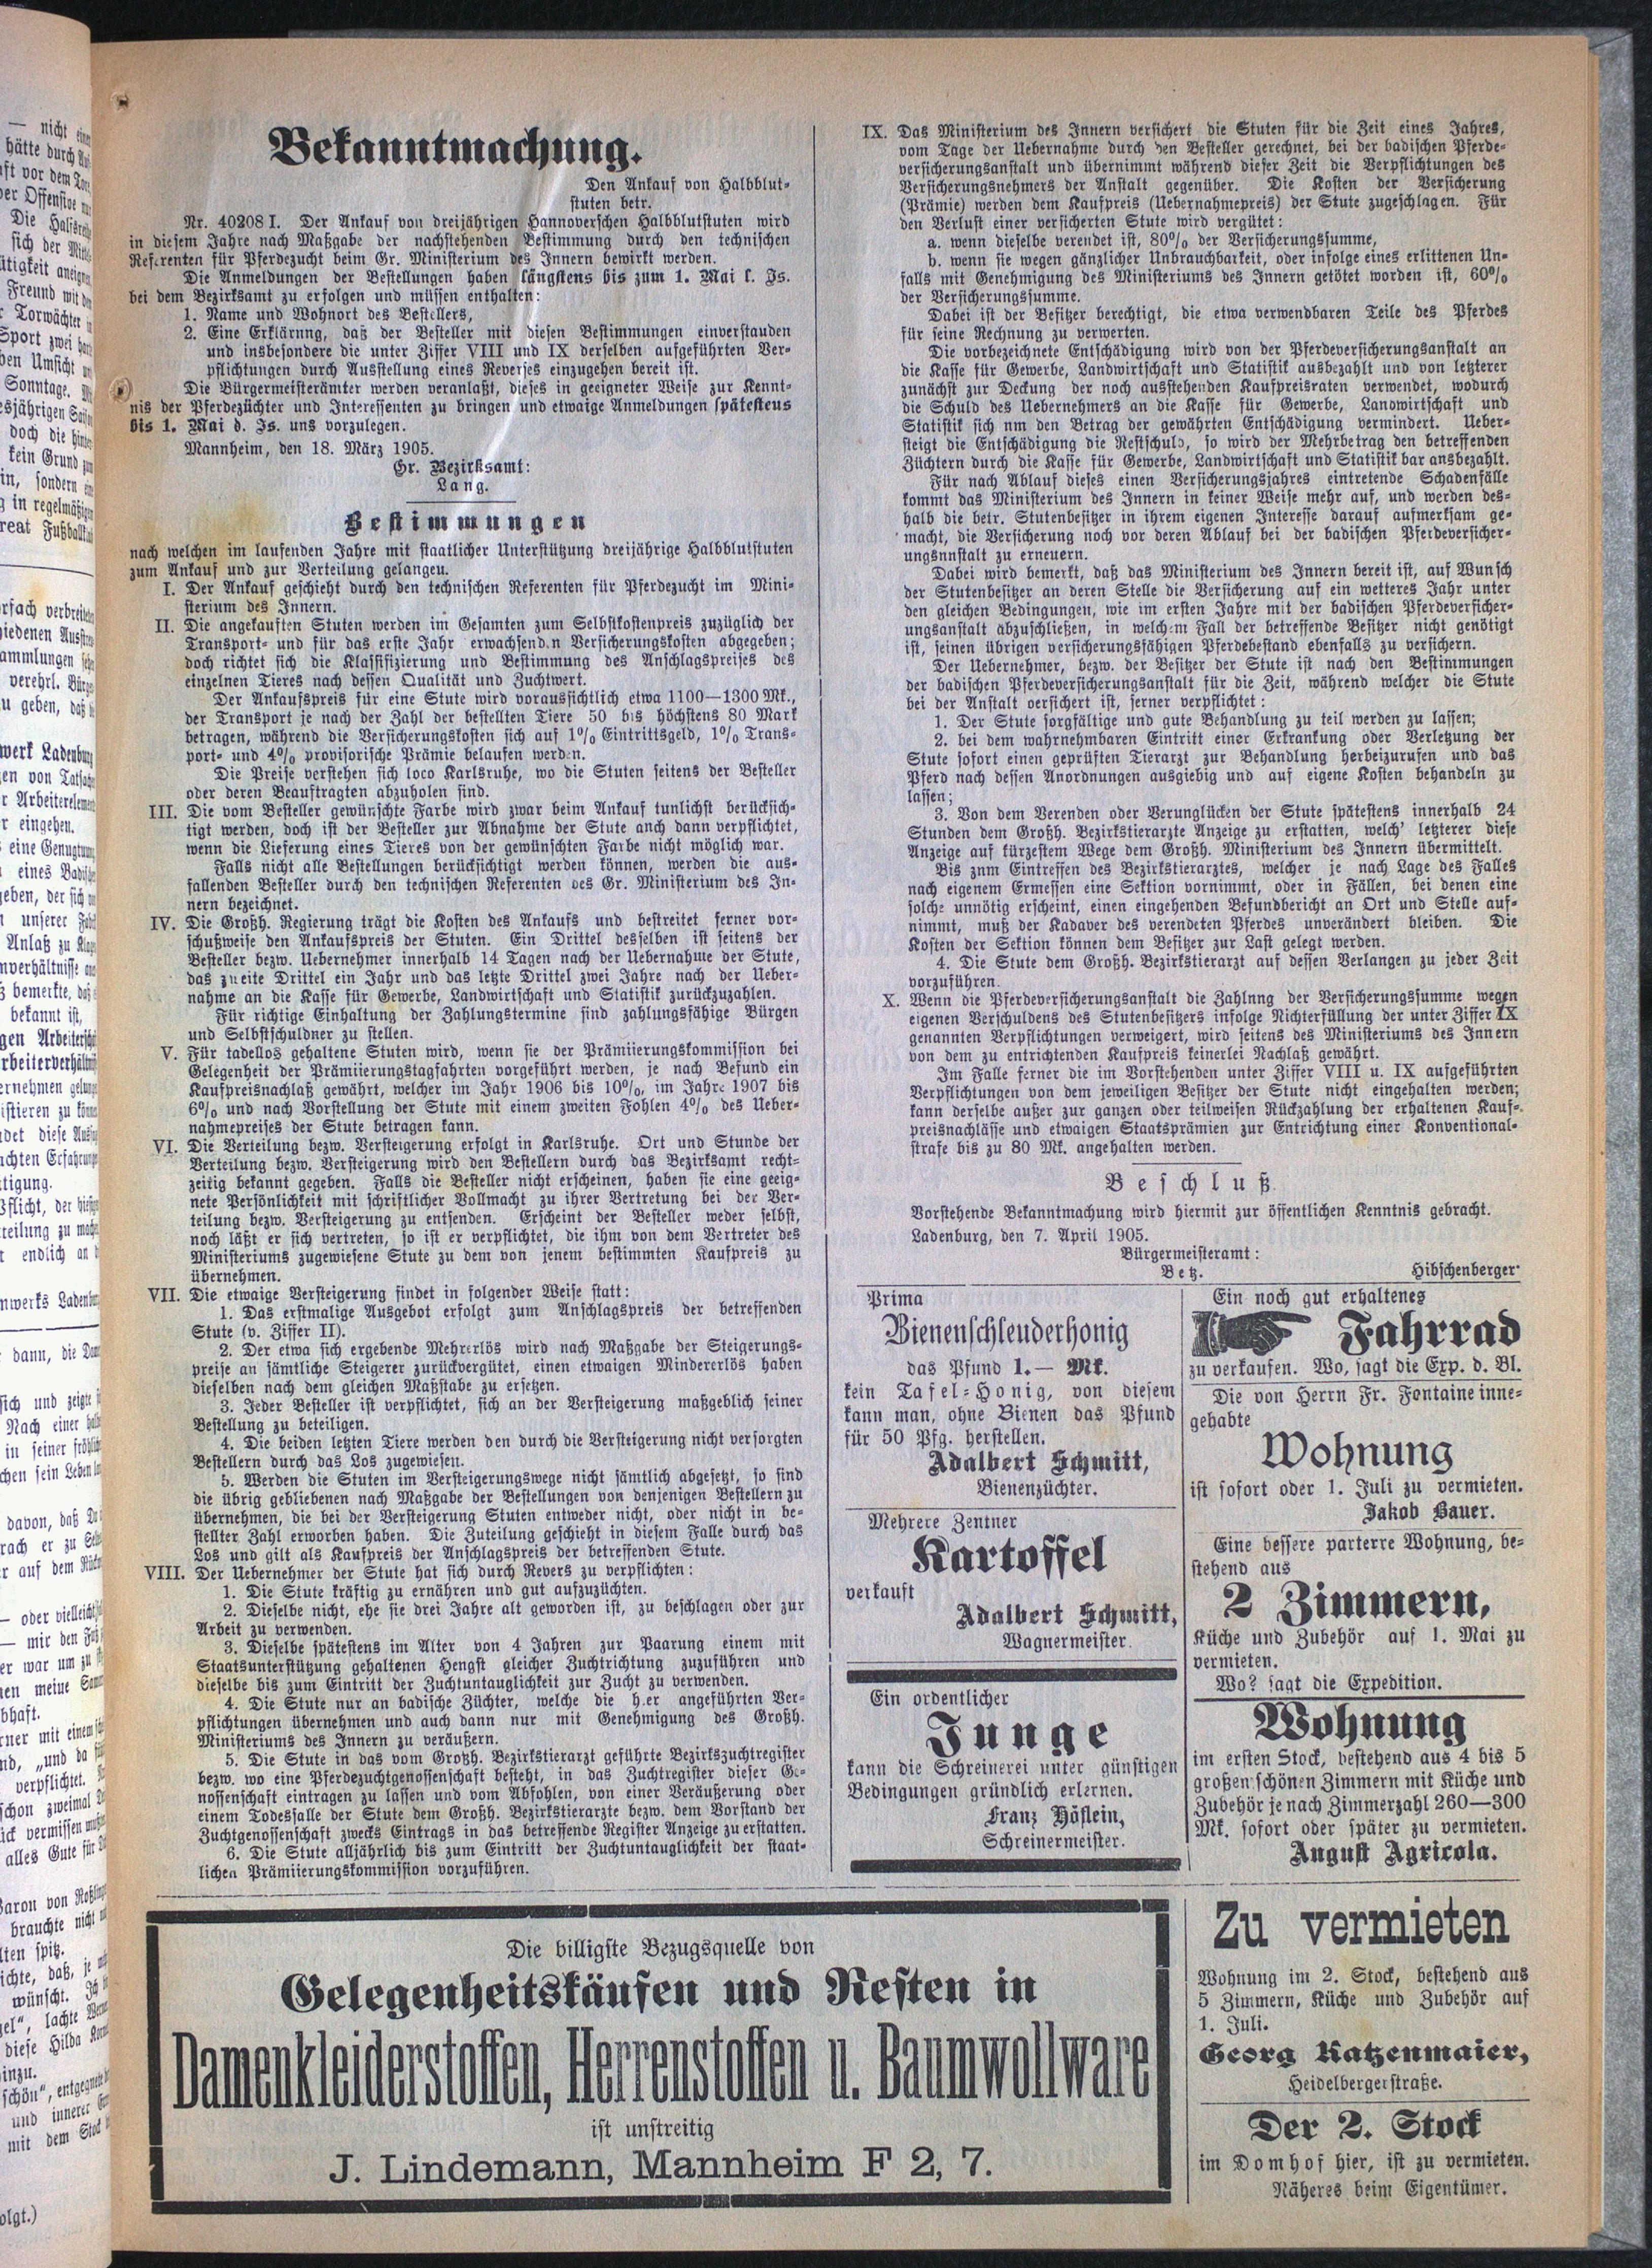 Bekanntmachung.
Den Ankauf von Halbblut-
stuten betr.
Nr. 40208 I. Der Ankauf von dreijährigen Hannoverschen Halbblutstuten wird
in diesem Jahre nach Maßgabe der nachstehenden Bestimmung durch den technischen
Referenten für Pferdezucht beim Gr. Ministerium des Innern bewirkt werden.
Die Anmeldungen der Bestellungen haben längstens bis zum 1. Mai l. Js.
bei dem Bezirksamt zu erfolgen und müssen enthalten:
1. Name und Wohnort des Bestellers,
2. Eine Erklärnng, daß der Besteller mit diesen Bestimmungen einverstauden
und insbesondere die unter Ziffer VIII und IX derselben aufgeführten Ver-
pflichtungen durch Ausstellung eines Reverses einzugehen bereit ist.
Die Bürgermeisterämter werden veranlaßt, dieses in geeigneter Weise zur Kennt-
nis der Pferdezüchter und Interessenten zu bringen und etwaige Anmeldungen spätesteus
bis 1. Mai d. Js. uns vorzulegen.
Mannheim, den 18. März 1905.
Gr. Bezirksamt:
Lang.
Bestimmungen
nach welchen im laufenden Jahre mit staatlicher Unterstützung dreijährige Halbblutstuten
zum Ankauf und zur Verteilung gelangeu.
I. Der Ankauf geschieht durch den technischen Referenten für Pferdezucht im Mini-
sterium des Innern.
II. Die angekauften Stuten werden im Gesamten zum Selbstkostenpreis zuzüglich der
Transport- und für das erste Jahr erwachsend.n Versicherungskosten abgegeben;
doch richtet sich die Klassifizierung und Bestimmung des Anschlagspreises des
einzelnen Tieres nach dessen Qualität und Zuchtwert.
Der Ankaufspreis für eine Stute wird voraussichtlich etwa 1100—1300 Mk.,
der Transport je nach der Zahl der bestellten Tiere 50 bis höchstens 80 Mark
betragen, während die Versicherungskosten sich auf 1% Eintrittsgeld, 1% Trans-
port- und 4% provisorische Prämie belaufen werden.
Die Preise verstehen sich loco Karlsruhe, wo die Stuten seitens der Besteller
oder deren Beauftragten abzuholen sind.
III. Die vom Besteller gewünschte Farbe wird zwar beim Ankauf tunlichst berücksich-
tigt werden, doch ist der Besteller zur Abnahme der Stute anch dann verpflichtet,
wenn die Lieferung eines Tieres von der gewünschten Farbe nicht möglich war.
Falls nicht alle Bestellungen berücksichtigt werden können, werden die aus-
fallenden Besteller durch den technischen Referenten des Gr. Ministerium des In-
nern bezeichnet.
IV. Die Großh. Regierung trägt die Kosten des Ankaufs und bestreitet ferner vor-
schußweise den Ankaufspreis der Stuten. Ein Drittel desselben ist seitens der
Besteller bezw. Uebernehmer innerhalb 14 Tagen nach der Uebernahme der Stute,
das zweite Drittel ein Jahr und das letzte Drittel zwei Jahre nach der Ueber-
nahme an die Kasse für Gewerbe, Landwirtschaft und Statistik zurückzuzahlen.
Für richtige Einhaltung der Zahlungstermine sind zahlungsfähige Bürgen
und Selbstschuldner zu stellen.
V. Für tadellos gehaltene Stuten wird, wenn sie der Prämiierungskommission bei
Gelegenheit der Prämiierungstagfahrten vorgeführt werden, je nach Befund ein
Kaufpreisnachlaß gewährt, welcher im Jahr 1906 bis 10%, im Jahre 1907 bis
6% und nach Vorstellung der Stute mit einem zweiten Fohlen 4% des Ueber-
nahmepreises der Stute betragen kann.
VI. Die Verteilung bezw. Versteigerung erfolgt in Karlsruhe. Ort und Stunde der
Verteilung bezw. Versteigerung wird den Bestellern durch das Bezirksamt recht-
zeitig bekannt gegeben. Falls die Besteller nicht erscheinen, haben sie eine geeig-
nete Persönlichkeit mit schriftlicher Vollmacht zu ihrer Vertretung bei der Ver-
teilung bezw. Versteigerung zu entsenden. Erscheint der Besteller weder selbst,
noch läßt er sich vertreten, so ist er verpflichtet, die ihm von dem Vertreter des
Ministeriums zugewiesene Stute zu dem von jenem bestimmten Kaufpreis zu
übernehmen.
VII. Die etwaige Versteigerung findet in folgender Weise statt:
1. Das erstmalige Ausgebot erfolgt zum Anschlagspreis der betreffenden
Stute (v. Ziffer II).
2. Der etwa sich ergebende Mehrerlös wird nach Maßgabe der Steigerungs-
preise an sämtliche Steigerer zurückvergütet, einen etwaigen Mindererlös haben
dieselben nach dem gleichen Maßstabe zu ersetzen.
3. Jeder Besteller ist verpflichtet, sich an der Versteigerung maßgeblich seiner
Bestellung zu beteiligen.
4. Die beiden letzten Tiere werden den durch die Versteigerung nicht versorgten
Bestellern durch das Los zugewiesen.
5. Werden die Stuten im Versteigerungswege nicht sämtlich abgesetzt, so sind
die übrig gebliebenen nach Maßgabe der Bestellungen von denjenigen Bestellern zu
übernehmen, die bei der Versteigerung Stuten entweder nicht, oder nicht in be-
stellter Zahl erworben haben. Die Zuteilung geschieht in diesem Falle durch das
Los und gilt als Kaufpreis der Anschlagspreis der betreffenden Stute.
VIII. Der Uebernehmer der Stute hat sich durch Revers zu verpflichten:
1. Die Stute kräftig zu ernähren und gut aufzuzüchten.
2. Dieselbe nicht, ehe sie drei Jahre alt geworden ist, zu beschlagen oder zur
Arbeit zu verwenden.
3. Dieselbe spätestens im Alter von 4 Jahren zur Paarung einem mit
Staatsunterstützung gehaltenen Hengst gleicher Zuchtrichtung zuzuführen und
dieselbe bis zum Eintritt der Zuchtuntauglichkeit zur Zucht zu verwenden.
4. Die Stute nur an badische Züchter, welche die h.er angeführten Ver-
pflichtungen übernehmen und auch dann nur mit Genehmigung des Großh.
Ministeriums des Innern zu veräußern.
5. Die Stute in das vom Großh. Bezirkstierarzt geführte Bezirkszuchtregister
bezw. wo eine Pferdezuchtgenossenschaft besteht, in das Zuchtregister dieser Ge-
nossenschaft eintragen zu lassen und vom Abfohlen, von einer Veräußerung oder
einem Todesfalle der Stute dem Großh. Bezirkstierarzte bezw. dem Vorstand der
Zuchtgenossenschaft zwecks Eintrags in das betreffende Register Anzeige zu erstatten.
6. Die Stute alljährlich bis zum Eintritt der Zuchtuntauglichkeit der staat-
lichen Prämiierungskommission vorzuführen.
IX. Das Ministerium des Innern versichert die Stuten für die Zeit eines Jahres,
vom Tage der Uebernahme durch den Besteller gerechnet, bei der badischen Pferde-
versicherungsanstalt und übernimmt während dieser Zeit die Verpflichtungen des
Versicherungsnehmers der Anstalt gegenüber. Die Kosten der Versicherung
(Prämie) werden dem Kaufpreis (Uebernahmepreis) der Stute zugeschlagen. Für
den Verlust einer versicherten Stute wird vergütet:
a. wenn dieselbe verendet ist, 80% der Versicherungssumme,
b. wenn sie wegen gänzlicher Unbrauchbarkeit, oder infolge eines erlittenen Un-
falls mit Genehmigung des Ministeriums des Innern getötet worden ist, 60%
der Versicherungssumme.
Dabei ist der Besitzer berechtigt, die etwa verwendbaren Teile des Pferdes
für seine Rechnung zu verwerten.
Die vorbezeichnete Entschädigung wird von der Pferdeversicherungsanstalt an
die Kasse für Gewerbe, Landwirtschaft und Statistik ausbezahlt und von letzterer
zunächst zur Deckung der noch ausstehenden Kaufpreisraten verwendet, wodurch
die Schuld des Uebernehmers an die Kasse für Gewerbe, Landwirtschaft und
Statistik sich nm den Betrag der gewährten Entschädigung vermindert. Ueber-
steigt die Entschädigung die Restschuld, so wird der Mehrbetrag den betreffenden
Züchtern durch die Kasse für Gewerbe, Landwirtschaft und Statistik bar ansbezahlt.
Für nach Ablauf dieses einen Versicherungsjahres eintretende Schadenfälle
kommt das Ministerium des Innern in keiner Weise mehr auf, und werden des-
halb die betr. Stutenbesitzer in ihrem eigenen Interesse darauf aufmerksam ge-
macht, die Versicherung noch vor deren Ablauf bei der badischen Pferdeversicher-
ungsnnstalt zu erneuern.
Dabei wird bemerkt, daß das Ministerium des Innern bereit ist, auf Wunsch
der Stutenbesitzer an deren Stelle die Versicherung auf ein weiteres Jahr unter
den gleichen Bedingungen, wie im ersten Jahre mit der badischen Pferdeversicher-
ungsanstalt abzuschließen, in welchem Fall der betreffende Besitzer nicht genötigt
ist, seinen übrigen versicherungsfähigen Pferdebestand ebenfalls zu versichern.
Der Uebernehmer, bezw. der Besitzer der Stute ist nach den Bestimmungen
der badischen Pferdeversicherungsanstalt für die Zeit, während welcher die Stute
bei der Anstalt versichert ist, ferner verpflichtet:
1. Der Stute sorgfältige und gute Behandlung zu teil werden zu lassen;
2. bei dem wahrnehmbaren Eintritt einer Erkrankung oder Verletzung der
Stute sofort einen geprüften Tierarzt zur Behandlung herbeizurufen und das
Pferd nach dessen Anordnungen ausgiebig und auf eigene Kosten behandeln zu
lassen;
3. Von dem Verenden oder Verunglücken der Stute spätestens innerhalb 24
Stunden dem Großh. Bezirkstierarzte Anzeige zu erstatten, welch' letzterer diese
Anzeige auf kürzestem Wege dem Großh. Ministerium des Innern übermittelt.
Bis znm Eintreffen des Bezirkstierarztes, welcher je nach Lage des Falles
nach eigenem Ermessen eine Sektion vornimmt, oder in Fällen, bei denen eine
solche unnötig erscheint, einen eingehenden Befundbericht an Ort und Stelle auf-
nimmt, muß der Kadaver des verendeten Pferdes unverändert bleiben. Die
Kosten der Sektion können dem Besitzer zur Last gelegt werden.
4. Die Stute dem Großh. Bezirkstierarzt auf dessen Verlangen zu jeder Zeit
vorzuführen.
X. Wenn die Pferdeversicherungsanstalt die Zahlnng der Versicherungssumme wegen
eigenen Verschuldens des Stutenbesitzers infolge Nichterfüllung der unter Ziffer IX
genannten Verpflichtungen verweigert, wird seitens des Ministeriums des Innern
von dem zu entrichtenden Kaufpreis keinerlei Nachlaß gewährt.
Im Falle ferner die im Vorstehenden unter Ziffer VIII u. IX aufgeführten
Verpflichtungen von dem jeweiligen Besitzer der Stute nicht eingehalten werden;
kann derselbe außer zur ganzen oder teilweisen Rückzahlung der erhaltenen Kauf-
preisnachlässe und etwaigen Staatsprämien zur Entrichtung einer Konventional-
strafe bis zu 80 Mk. angehalten werden.
Beschluß
Vorstehende Bekanntmachung wird hiermit zur öffentlichen Kenntnis gebracht.
Ladenburg, den 7. April 1905.
Bürgermeisteramt:
Betz. Hibschenberger
Prima
Bienenschleuderhonig
das Pfund 1.— Mk.
kein Tafel-Honig, von diesem
kann man, ohne Bienen das Pfund
für 50 Pfg. herstellen.
Adalbert Schmitt,
Bienenzüchter.
Mehrere Zentner
Kartoffel
verkauft
Adalbert Schmitt,
Wagnermeister.
Ein ordentlicher
Junge
kann die Schreinerei unter günstigen
Bedingungen gründlich erlernen.
Franz Höflein,
Schreinermeister.
Ein noch gut erhaltenes
Fahrrad
zu verkaufen. Wo, sagt die Exp. d. Bl.
Die von Herrn Fr. Fontaine inne-
gehabte
Wohnung
ist sofort oder 1. Juli zu vermieten.
Jakob Bauer.
Eine bessere parterre Wohnung, be-
stehend aus
2 Zimmern,
Küche und Zubehör auf 1. Mai zu
vermieten.
Wo? sagt die Expedition.
Wohnung
im ersten Stock, bestehend aus 4 bis 5
großen schönen Zimmern mit Küche und
Zubehör je nach Zimmerzahl 260—300
Mk. sofort oder später zu vermieten.
August Agricola.
Die billigste Bezugsquelle von
Gelegenheitskäufen und Resten in
Damenkleiderstoffen, Herrenstoffen u. Baumwollware
ist unstreitig
J. Lindemann, Mannheim F 2, 7.
Zu vermieten
Wohnung im 2. Stock, bestehend aus
5 Zimmern, Küche und Zubehör auf
1. Juli.
Georg Katzenmaier,
Heidelbergerstraße.
Der 2. Stock
im Domhof hier, ist zu vermieten.
Näheres beim Eigentümer.